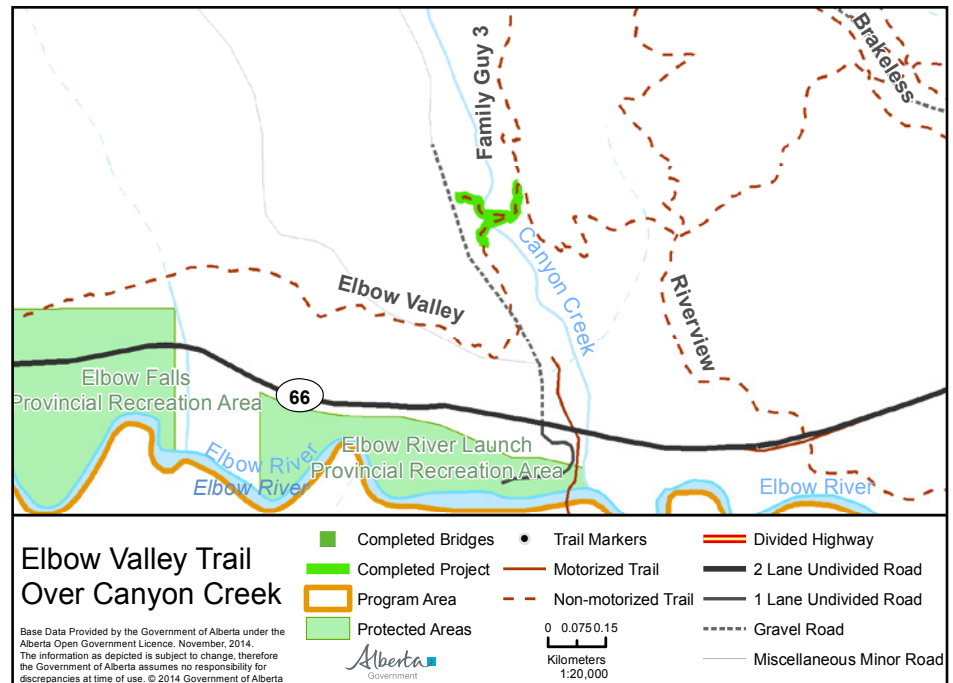 Family Guy 3
Brakeless
Canyon Creek
Elbow Valley
Riverview
66
Elbow Falls
Provincial Recreation Area
Elbow River Launch
Provincial Recreation Area
Elbow River
Elbow River
Elbow River
Elbow Valley Trail
Over Canyon Creek
Base Data Provided by the Government of Alberta under the
Alberta Open Government Licence. November, 2014.
The information as depicted is subject to change, therefore
the Government of Alberta assumes no responsibility for
discrepancies at time of use. © 2014 Government of Alberta
Completed Bridges
Completed Project
Program Area
Protected Areas
Alberta
Government
Trail Markers
Motorized Trail
Non-motorized Trail
0 0.075 0.15
Kilometers
1:20,000
Divided Highway
2 Lane Undivided Road
1 Lane Undivided Road
Gravel Road
Miscellaneous Minor Road